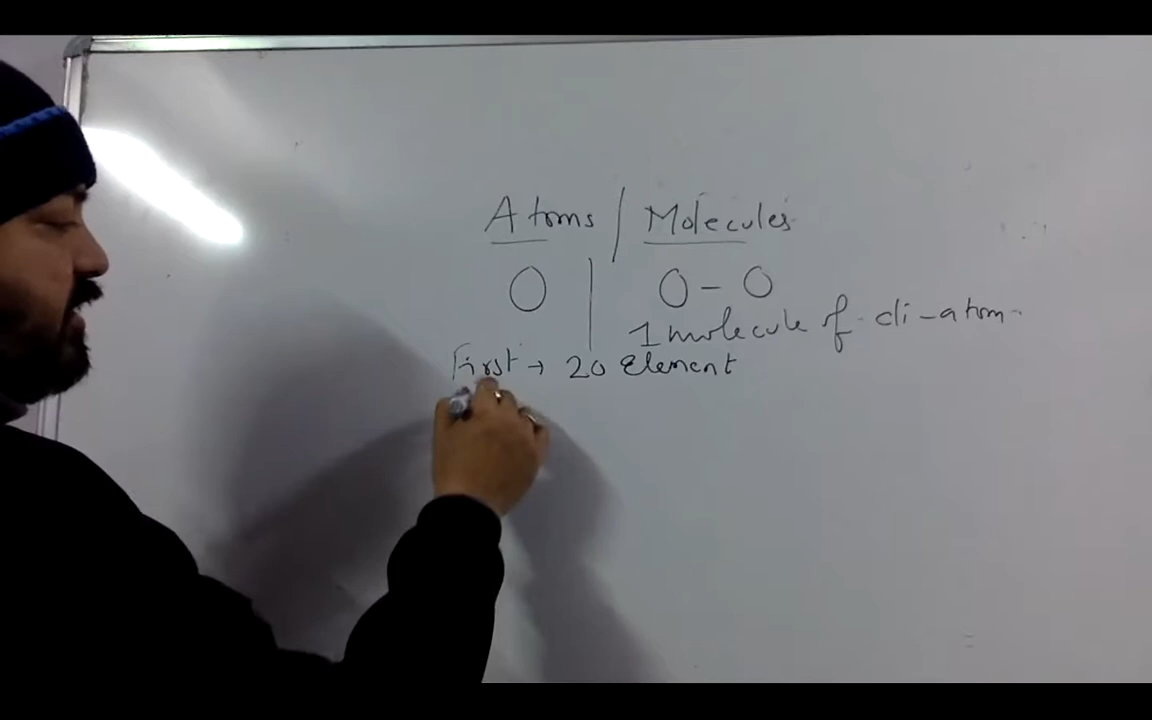 Atoms / Molecules
O | O - O
1 molecule of di-atom.
First → 20 Element